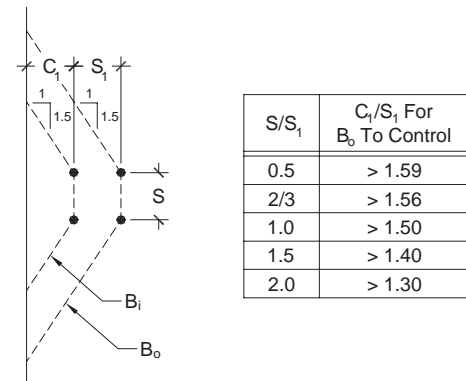 C₁ S₁
1 1
1.5 1.5
S
Bᵢ
Bₒ
S/S₁ C₁/S₁ For
Bₒ To Control
0.5 > 1.59
2/3 > 1.56
1.0 > 1.50
1.5 > 1.40
2.0 > 1.30